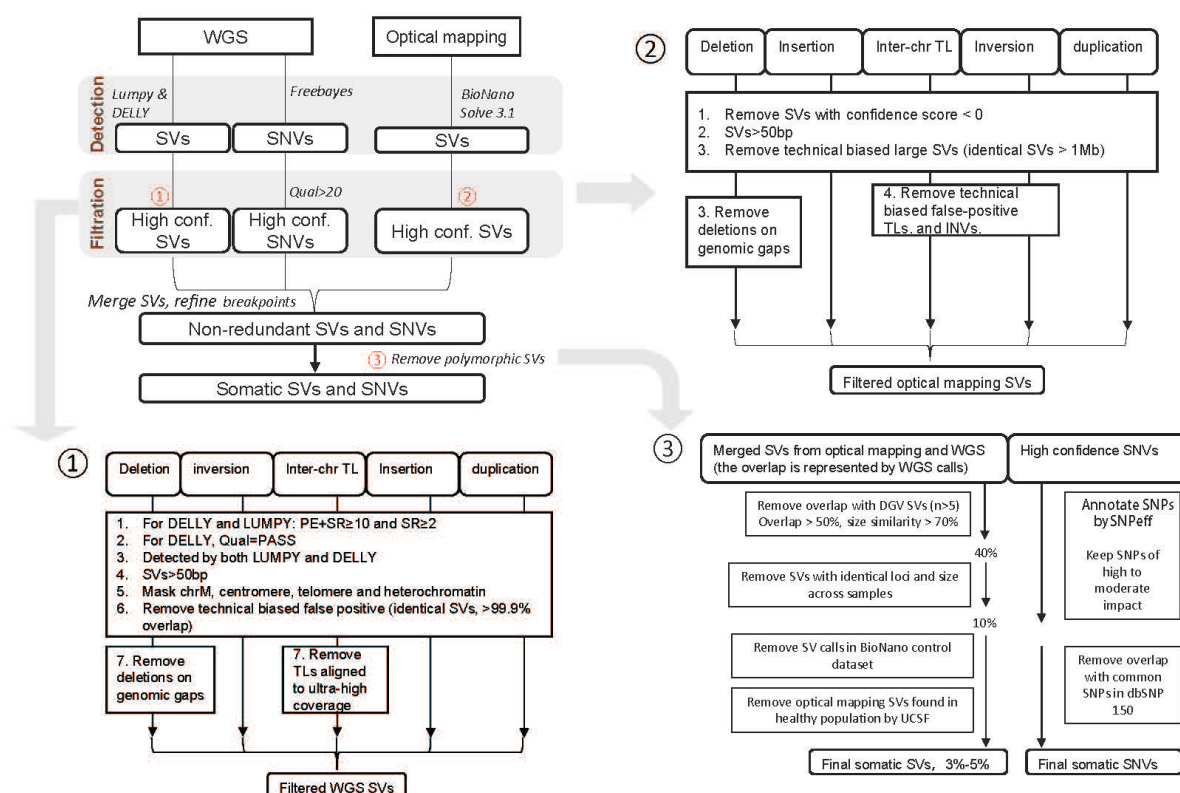 WGS
Optical mapping
Detection
Lumpy &
DELLY
Freebayes
BioNano
Solve 3.1
SVs
SNVs
SVs
Filtration
①
Qual>20
②
High conf.
SVs
High conf.
SNVs
High conf. SVs
Merge SVs, refine breakpoints
Non-redundant SVs and SNVs
③ Remove polymorphic SVs
Somatic SVs and SNVs
②
Deletion
Insertion
Inter-chr TL
Inversion
duplication
1. Remove SVs with confidence score < 0
2. SVs>50bp
3. Remove technical biased large SVs (identical SVs > 1Mb)
3. Remove
deletions on
genomic gaps
4. Remove technical
biased false-positive
TLs. and INVs.
Filtered optical mapping SVs
①
Deletion
inversion
Inter-chr TL
Insertion
duplication
1. For DELLY and LUMPY: PE+SR≥10 and SR≥2
2. For DELLY, Qual=PASS
3. Detected by both LUMPY and DELLY
4. SVs>50bp
5. Mask chrM, centromere, telomere and heterochromatin
6. Remove technical biased false positive (identical SVs, >99.9%
overlap)
7. Remove
deletions on
genomic gaps
7. Remove
TLs aligned
to ultra-high
coverage
Filtered WGS SVs
③
Merged SVs from optical mapping and WGS
(the overlap is represented by WGS calls)
High confidence SNVs
Remove overlap with DGV SVs (n>5)
Overlap > 50%, size similarity > 70%
40%
Remove SVs with identical loci and size
across samples
10%
Remove SV calls in BioNano control
dataset
Remove optical mapping SVs found in
healthy population by UCSF
Final somatic SVs, 3%-5%
Annotate SNPs
by SNPeff
Keep SNPs of
high to
moderate
impact
Remove overlap
with common
SNPs in dbSNP
150
Final somatic SNVs